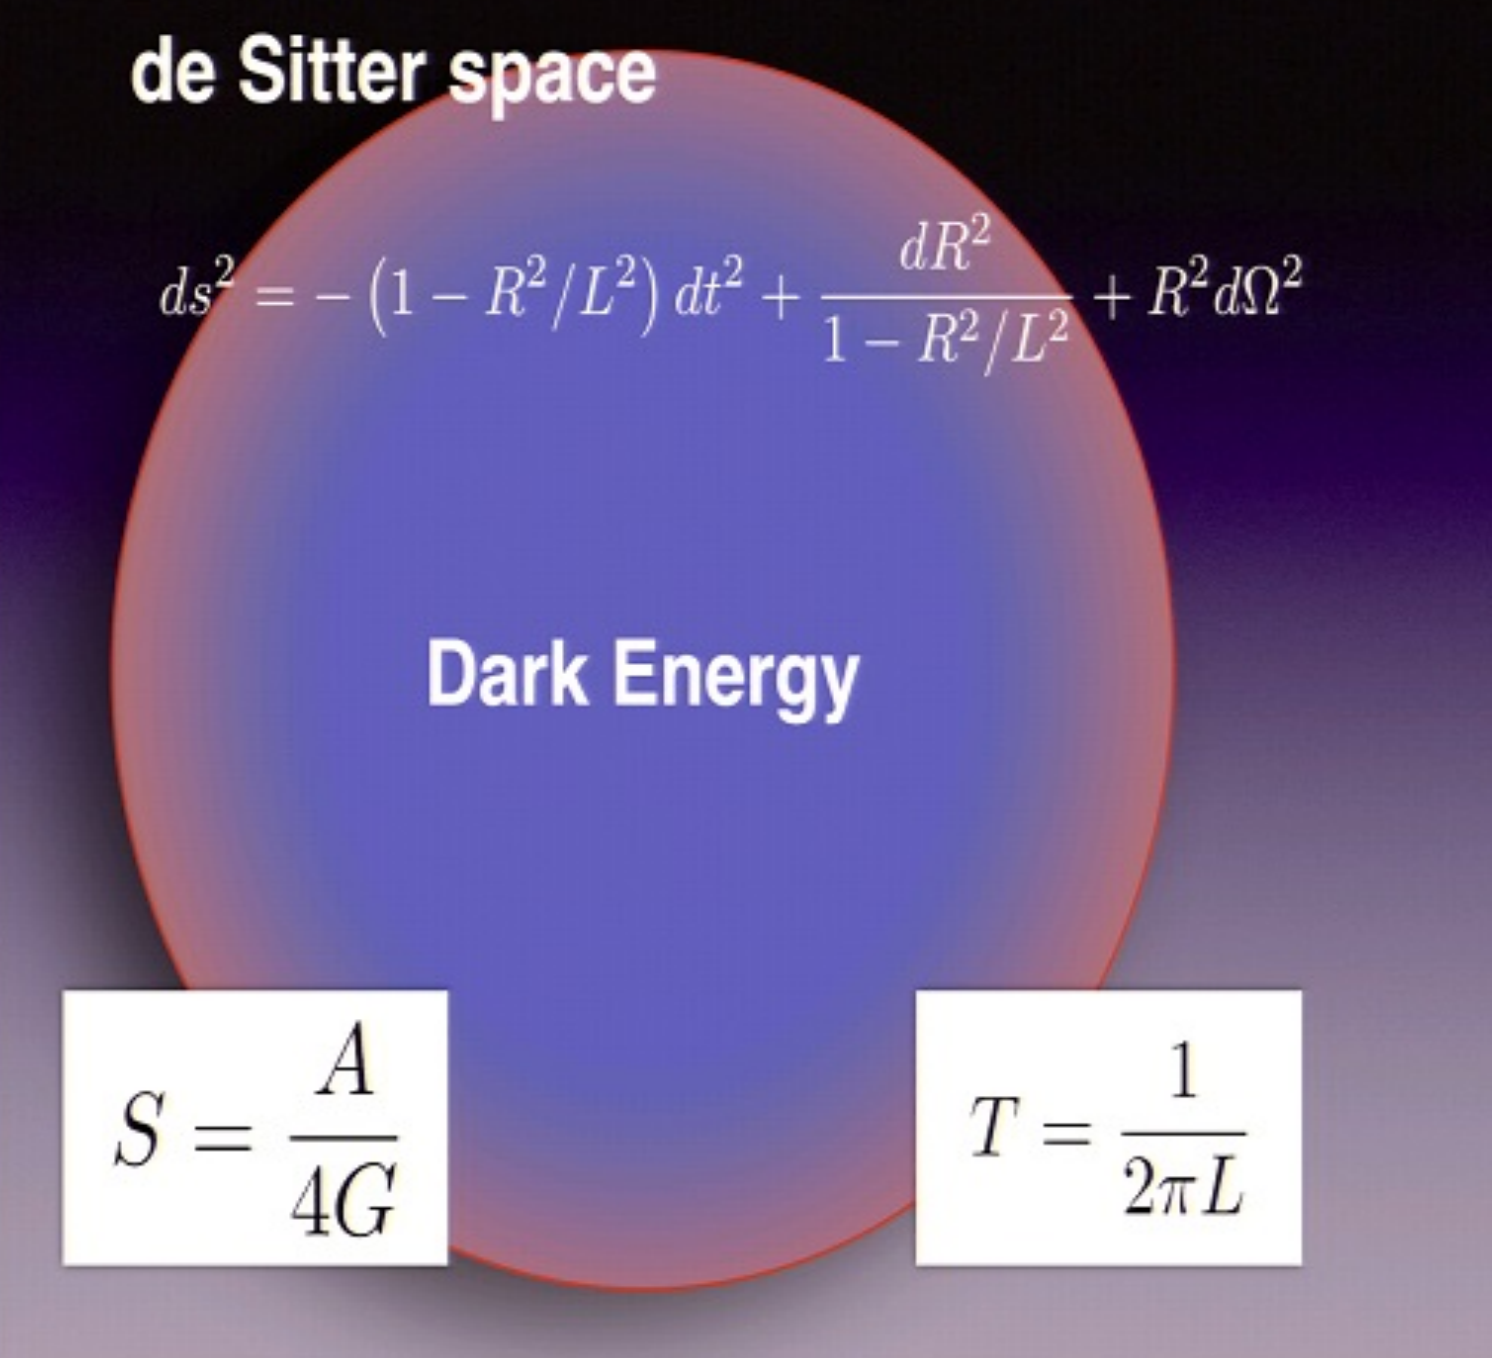 de Sitter space
ds² = −(1 − R²/L²) dt² + dR²/(1 − R²/L²) + R²dΩ²
Dark Energy
S = A/4G
T = 1/2πL